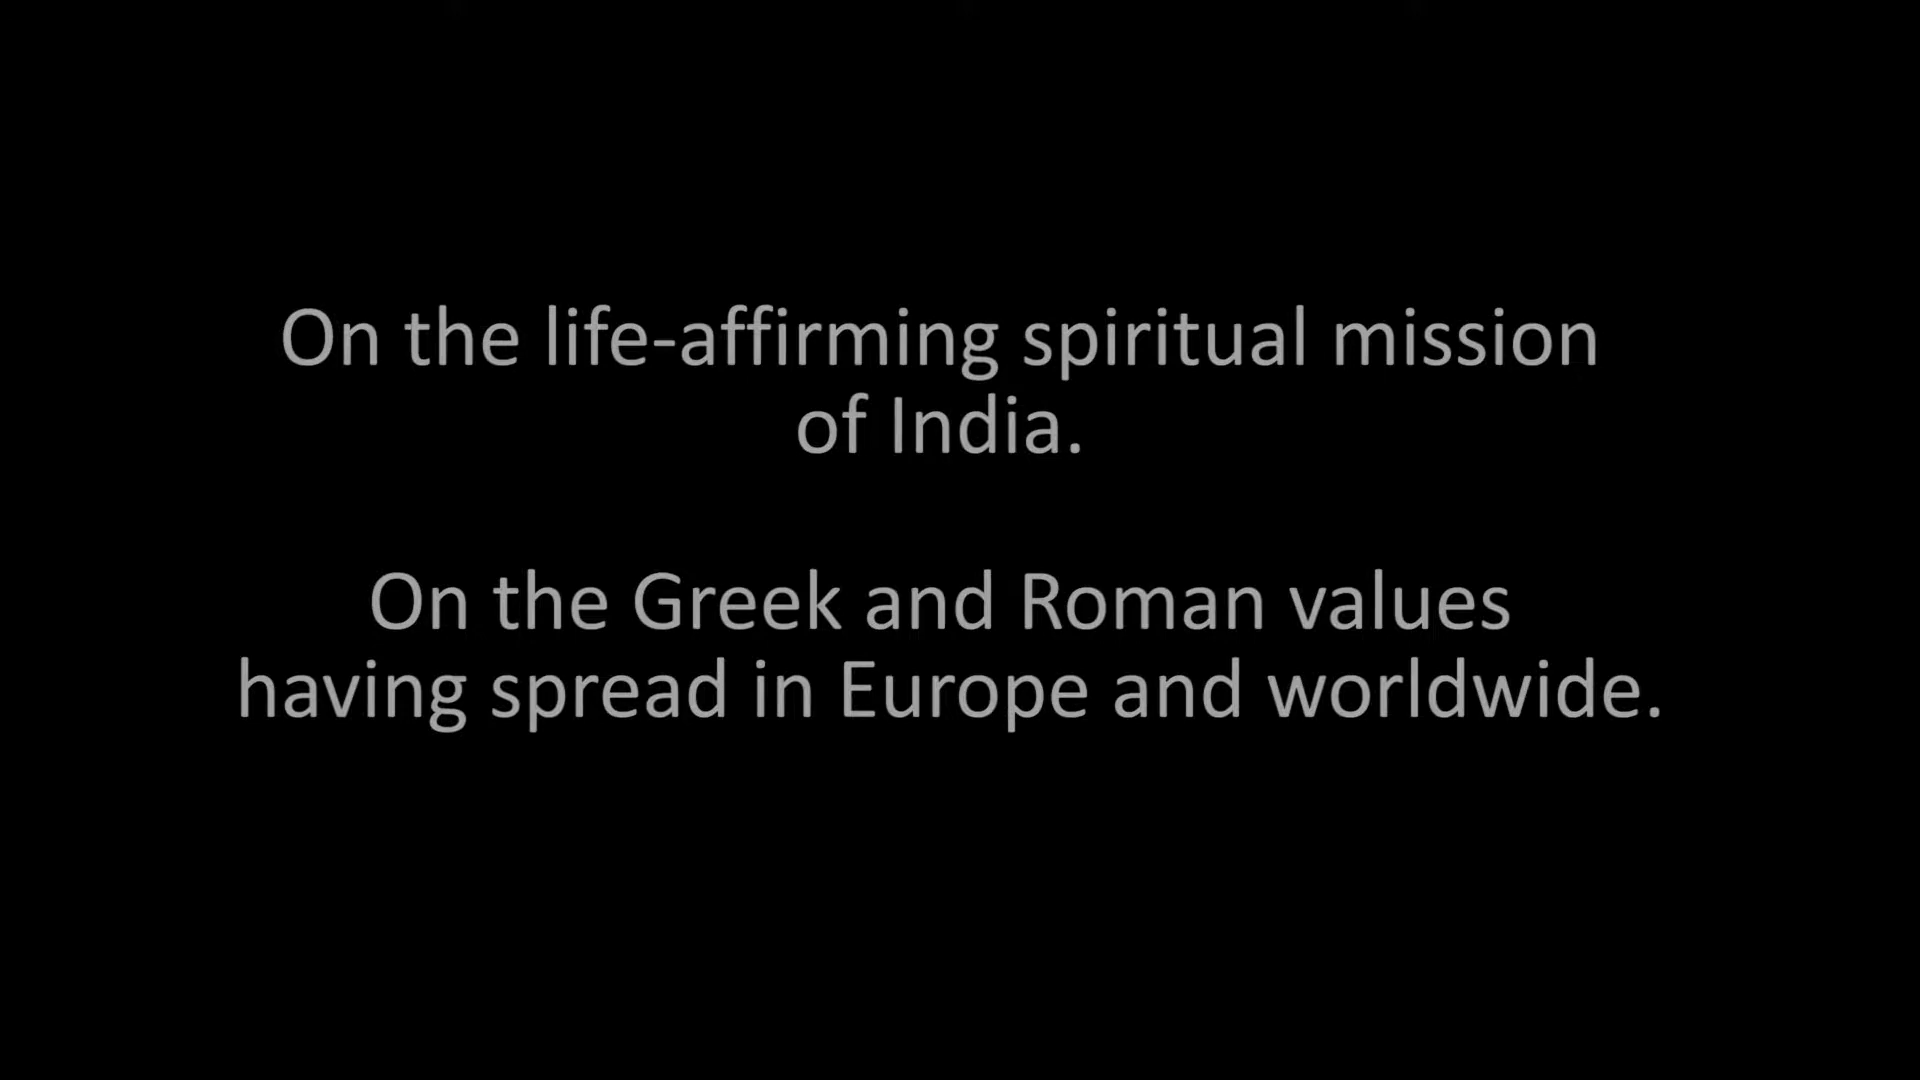 On the life-affirming spiritual mission
of India.
On the Greek and Roman values
having spread in Europe and worldwide.